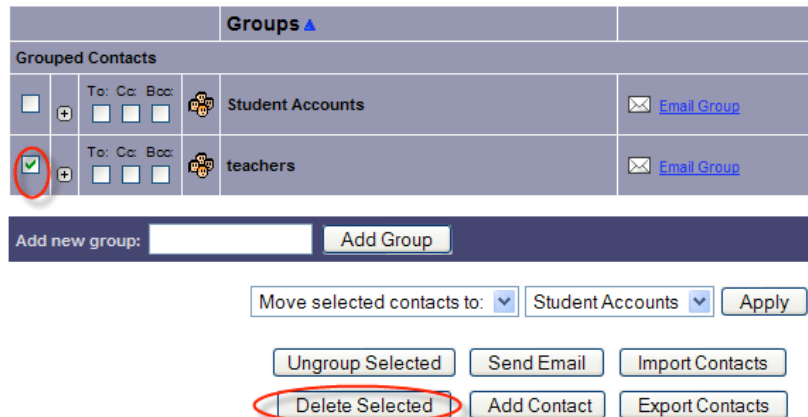 Groups
Grouped Contacts
To: Cc: Bcc:
Student Accounts
Email Group
To: Cc: Bcc:
teachers
Email Group
Add new group:
Add Group
Move selected contacts to:
Student Accounts
Apply
Ungroup Selected
Send Email
Import Contacts
Delete Selected
Add Contact
Export Contacts